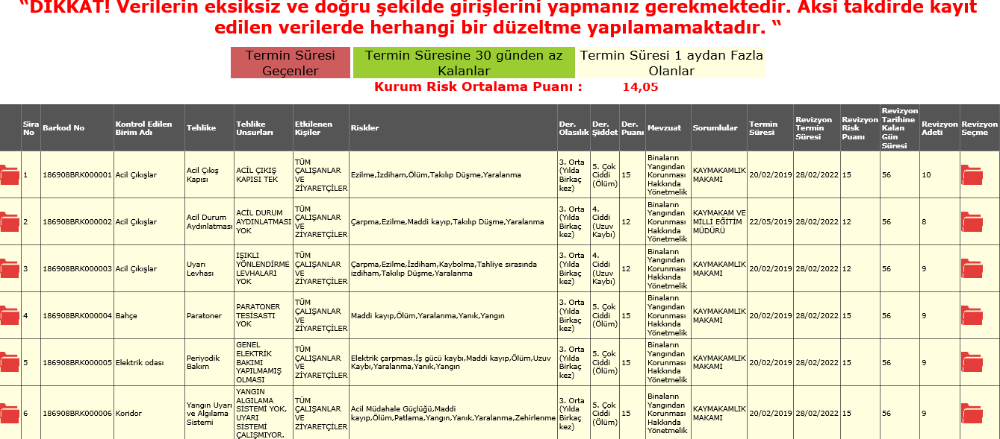 “DİKKAT! Verilerin eksiksiz ve doğru şekilde girişlerini yapmanız gerekmektedir. Aksi takdirde kayıt
edilen verilerde herhangi bir düzeltme yapılamamaktadır. “
Termin Süresi Geçenler
Termin Süresine 30 günden az Kalanlar
Termin Süresi 1 aydan Fazla Olanlar
Kurum Risk Ortalama Puanı : 14,05
Sira No Barkod No Kontrol Edilen Birim Adı Tehlike Tehlike Unsurları Etkilenen Kişiler Riskler Der. Olasılık Der. Şiddet Der. Puanı Mevzuat Sorumlular Termin Süresi Revizyon Termin Süresi Revizyon Risk Puanı Revizyon Tarihine Kalan Gün Süresi Revizyon Adeti Revizyon Seçme
1 186908BRK000001 Acil Çıkışlar Acil Çıkış Kapısı ACİL ÇIKIŞ KAPISI TEK TÜM ÇALIŞANLAR VE ZİYARETÇİLER Ezilme,İzdiham,Ölüm,Takılıp Düşme,Yaralanma 3. Orta (Yılda Birkaç kez) 5. Çok Ciddi (Ölüm) 15 Binaların Yangından Korunması Hakkında Yönetmelik KAYMAKAMLIK MAKAMI 20/02/2019 28/02/2022 15 56 10
2 186908BRK000002 Acil Çıkışlar Acil Durum Aydınlatması ACİL DURUM AYDINLATMASI YOK TÜM ÇALIŞANLAR VE ZİYARETÇİLER Çarpma,Ezilme,Maddi kayıp,Takılıp Düşme,Yaralanma 3. Orta (Yılda Birkaç kez) 4. Ciddi (Uzuv Kaybı) 12 Binaların Yangından Korunması Hakkında Yönetmelik KAYMAKAM VE MİLLİ EĞİTİM MÜDÜRÜ 22/05/2019 28/02/2022 12 56 8
3 186908BRK000003 Acil Çıkışlar Uyarı Levhası IŞIKLI YÖNLENDİRME LEVHALARI YOK TÜM ÇALIŞANLAR VE ZİYARETÇİLER Çarpma,Ezilme,İzdiham,Kaybolma,Tahliye sırasında izdiham,Takılıp Düşme,Yaralanma 3. Orta (Yılda Birkaç kez) 4. Ciddi (Uzuv Kaybı) 12 Binaların Yangından Korunması Hakkında Yönetmelik KAYMAKAMLIK MAKAMI 20/02/2019 28/02/2022 12 56 9
4 186908BRK000004 Bahçe Paratoner PARATONER TESİSASTI YOK TÜM ÇALIŞANLAR VE ZİYARETÇİLER Maddi kayıp,Ölüm,Yaralanma,Yanık,Yangın 3. Orta (Yılda Birkaç kez) 5. Çok Ciddi (Ölüm) 15 Binaların Yangından Korunması Hakkında Yönetmelik KAYMAKAMLIK MAKAMI 20/02/2019 28/02/2022 15 56 9
5 186908BRK000005 Elektrik odası Periyodik Bakım GENEL ELEKTRİK BAKIMI YAPILMAMIŞ OLMASI TÜM ÇALIŞANLAR VE ZİYARETÇİLER Elektrik çarpması,İş gücü kaybı,Maddi kayıp,Ölüm,Uzuv Kaybı,Yaralanma,Yanık,Yangın 3. Orta (Yılda Birkaç kez) 5. Çok Ciddi (Ölüm) 15 Binaların Yangından Korunması Hakkında Yönetmelik KAYMAKAMLIK MAKAMI 20/02/2019 28/02/2022 15 56 9
6 186908BRK000006 Koridor Yangın Uyarı ve Algılama Sistemi YANGIN ALGILAMA SİSTEMİ YOK, UYARI SİSTEMİ ÇALIŞMIYOR. TÜM ÇALIŞANLAR VE ZİYARETÇİLER Acil Müdahale Güçlüğü,Maddi kayıp,Ölüm,Patlama,Yangın,Yanık,Yaralanma,Zehirlenme 3. Orta (Yılda Birkaç kez) 5. Çok Ciddi (Ölüm) 15 Binaların Yangından Korunması Hakkında Yönetmelik KAYMAKAMLIK MAKAMI 20/02/2019 28/02/2022 15 56 9